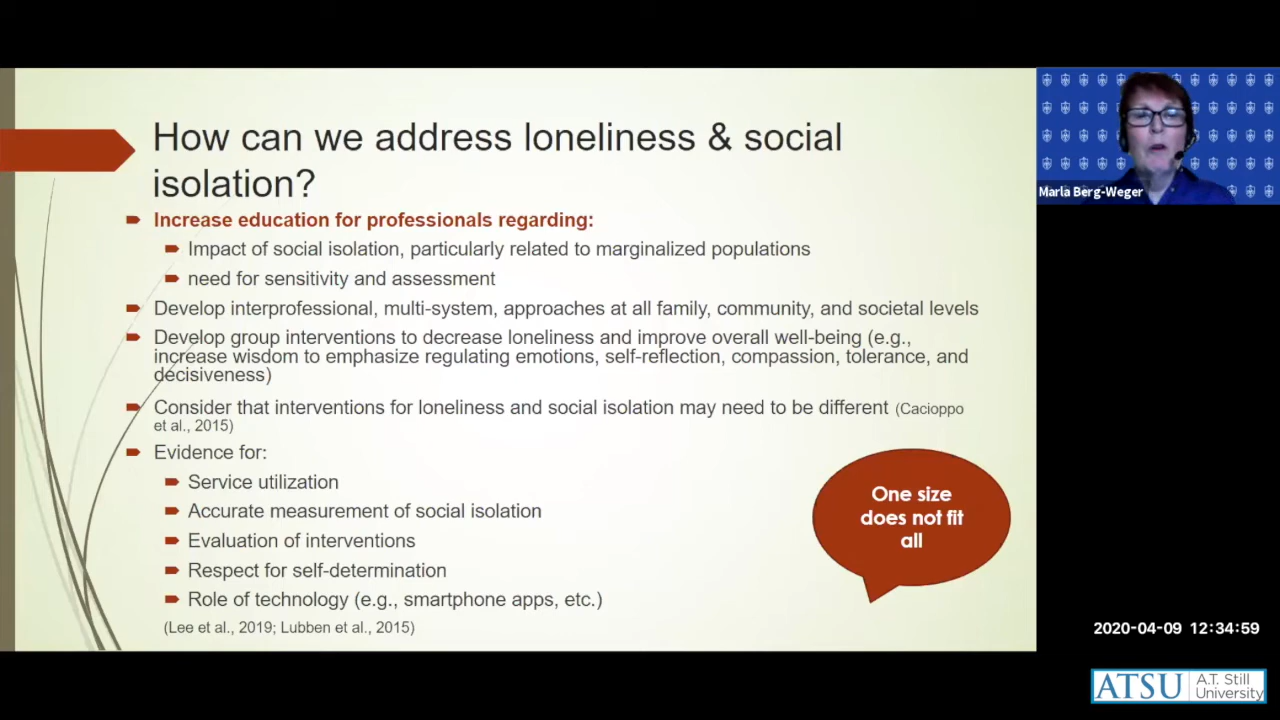 How can we address loneliness & social
isolation?
Increase education for professionals regarding:
Impact of social isolation, particularly related to marginalized populations
need for sensitivity and assessment
Develop interprofessional, multi-system, approaches at all family, community, and societal levels
Develop group interventions to decrease loneliness and improve overall well-being (e.g.,
increase wisdom to emphasize regulating emotions, self-reflection, compassion, tolerance, and
decisiveness)
Consider that interventions for loneliness and social isolation may need to be different (Cacioppo
et al., 2015)
Evidence for:
Service utilization
Accurate measurement of social isolation
Evaluation of interventions
Respect for self-determination
Role of technology (e.g., smartphone apps, etc.)
(Lee et al., 2019; Lubben et al., 2015)
One size
does not fit
all
Marla Berg-Weger
2020-04-09 12:34:59
ATSU
A.T. Still
University